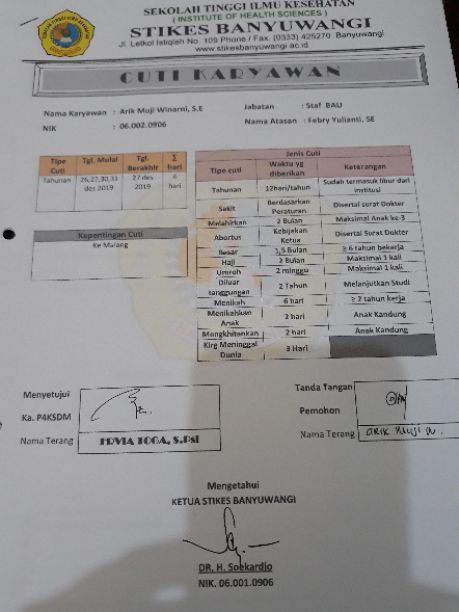 SEKOLAH TINGGI ILMU KESEHATAN
( INSTITUTE OF HEALTH SCIENCES )
STIKES BANYUWANGI
Jl. Letkol Istiqlah No. 109 Phone / Fax. (0333) 425270 Banyuwangi
www.stikesbanyuwangi.ac.id
CUTI KARYAWAN
Nama Karyawan : Arik Muji Winarni, S.E
Jabatan : Staf BAU
NIK : 06.002.0906
Nama Atasan : Febry Yulianti, SE
Tipe Cuti Tgl. Mulai Tgl. Berakhir Σ hari
Tahunan 26,27,30,31 des 2019 27 des 2019 4 hari
Kepentingan Cuti
Ke Malang
Jenis Cuti
Tipe cuti Waktu yg diberikan Keterangan
Tahunan 12hari/tahun Sudah termasuk libur dari institusi
Sakit Berdasarkan Peraturan Disertai surat Dokter
Melahirkan 2 Bulan Maksimal Anak ke-3
Abortus Kebijakan Ketua Disertai Surat Dokter
Besar 1,5 Bulan ≥ 6 tahun bekerja
Haji 2 Bulan Maksimal 1 kali
Umroh 2 minggu Maksimal 1 kali
Diluar tanggungan 2 Tahun Melanjutkan Studi
Menikah 6 hari ≥ 2 tahun kerja
Menikahkan Anak 2 hari Anak Kandung
Mengkhitankan 2 hari Anak Kandung
Klrg Meninggal Dunia 3 Hari
Menyetujui
Ka. P4KSDM
Nama Terang
TOGA, S.Psi
Tanda Tangan
Pemohon
Nama Terang ARIK MUJI W.
Mengetahui
KETUA STIKES BANYUWANGI
DR. H. Soekardjo
NIK. 06.001.0906